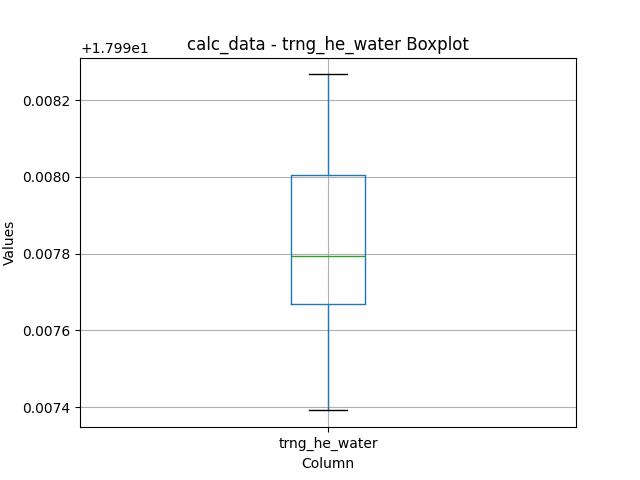 calc_data - trng_he_water Boxplot
+1.799e1
0.0082
0.0080
0.0078
0.0076
0.0074
Values
trng_he_water
Column